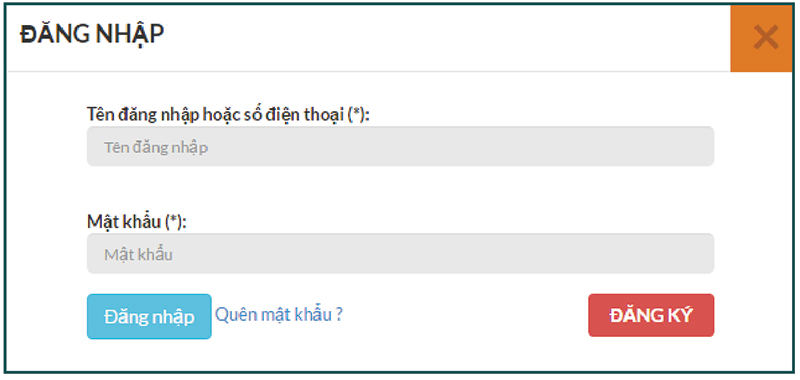 ĐĂNG NHẬP
Tên đăng nhập hoặc số điện thoại (*):
Tên đăng nhập
Mật khẩu (*):
Mật khẩu
Đăng nhập Quên mật khẩu ? ĐĂNG KÝ